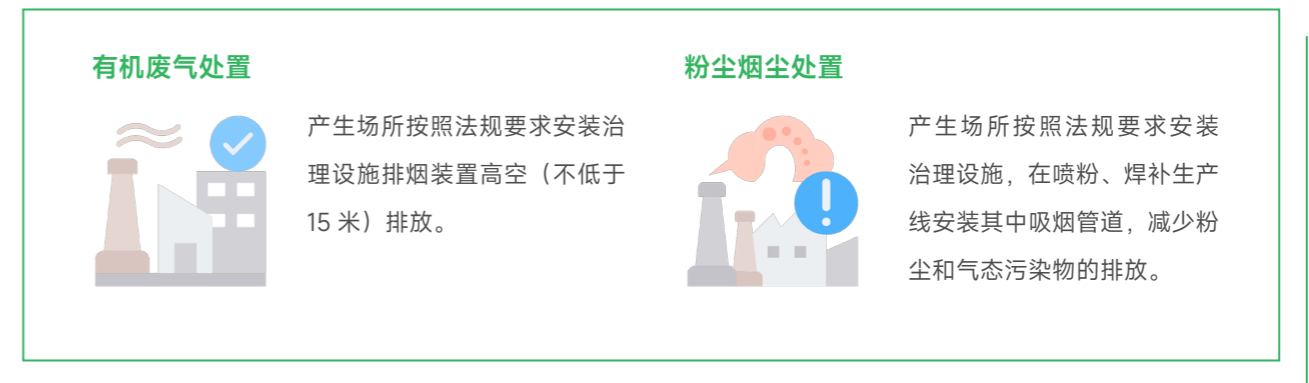 有机废气处置
产生场所按照法规要求安装治
理设施排烟装置高空（不低于
15 米）排放。
粉尘烟尘处置
产生场所按照法规要求安装
治理设施，在喷粉、焊补生产
线安装其中吸烟管道，减少粉
尘和气态污染物的排放。